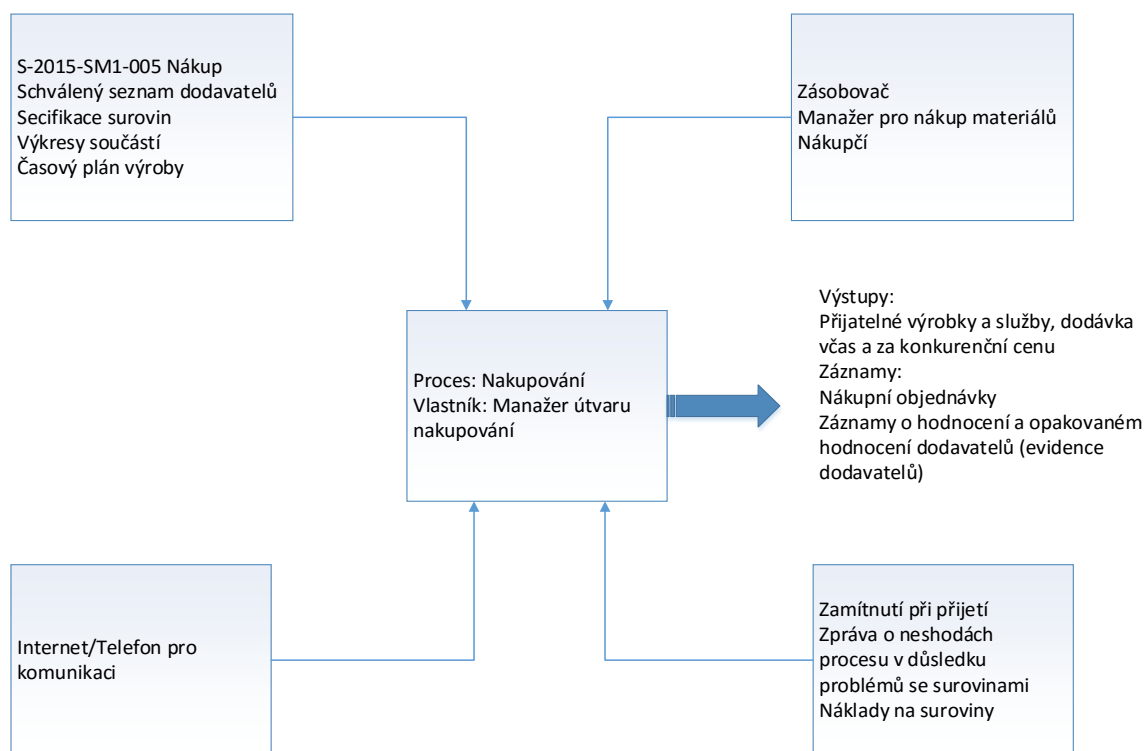 S-2015-SM1-005 Nákup
Schválený seznam dodavatelů
Secifikace surovin
Výkresy součástí
Časový plán výroby
Zásobovač
Manažer pro nákup materiálů
Nákupčí
Výstupy:
Přijatelné výrobky a služby, dodávka
včas a za konkurenční cenu
Záznamy:
Nákupní objednávky
Záznamy o hodnocení a opakovaném
hodnocení dodavatelů (evidence
dodavatelů)
Proces: Nakupování
Vlastník: Manažer útvaru
nakupování
Internet/Telefon pro
komunikaci
Zamítnutí při přijetí
Zpráva o neshodách
procesu v důsledku
problémů se surovinami
Náklady na suroviny